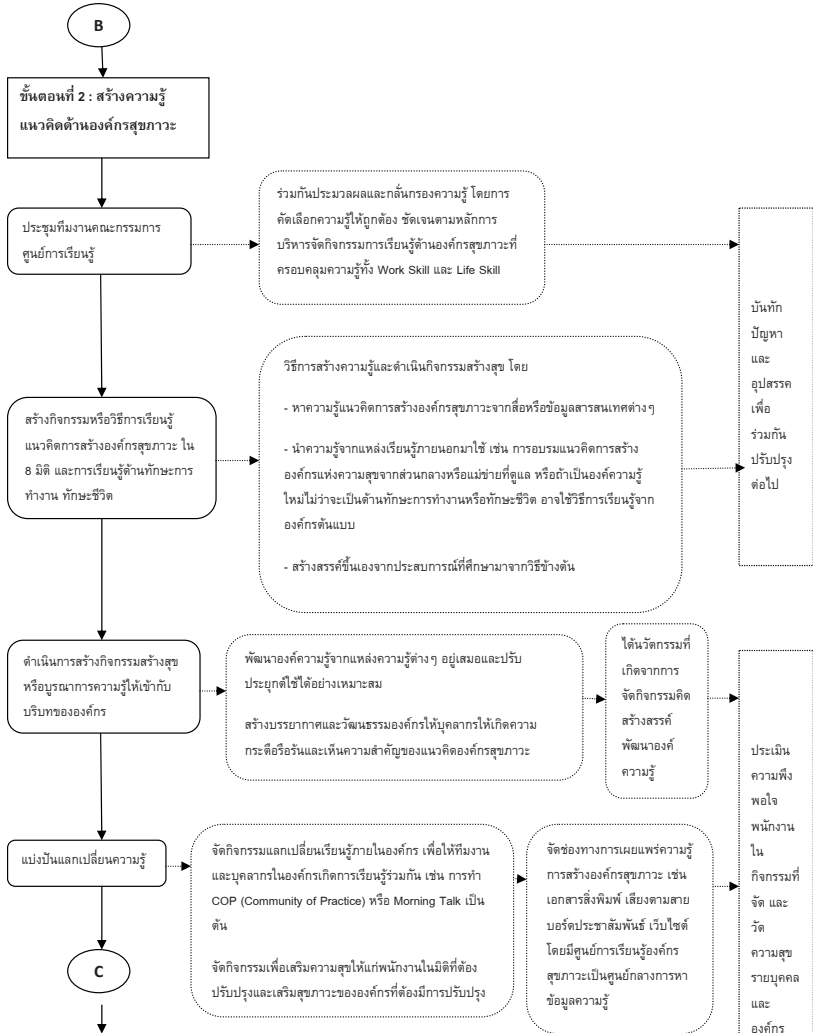 B
ขั้นตอนที่ 2 : สร้างความรู้
แนวคิดด้านองค์กรสุขภาวะ
ประชุมทีมงานคณะกรรมการ
ศูนย์การเรียนรู้
ร่วมกันประมวลผลและกลั่นกรองความรู้ โดยการ
คัดเลือกความรู้ให้ถูกต้อง ชัดเจนตามหลักการ
บริหารจัดกิจกรรมการเรียนรู้ด้านองค์กรสุขภาวะที่
ครอบคลุมความรู้ทั้ง Work Skill และ Life Skill
บันทึก
ปัญหา
และ
อุปสรรค
เพื่อ
ร่วมกัน
ปรับปรุง
ต่อไป
สร้างกิจกรรมหรือวิธีการเรียนรู้
แนวคิดการสร้างองค์กรสุขภาวะ ใน
8 มิติ และการเรียนรู้ด้านทักษะการ
ทำงาน ทักษะชีวิต
วิธีการสร้างความรู้และดำเนินกิจกรรมสร้างสุข โดย
- หาความรู้แนวคิดการสร้างองค์กรสุขภาวะจากสื่อหรือข้อมูลสารสนเทศต่างๆ
- นำความรู้จากแหล่งเรียนรู้ภายนอกมาใช้ เช่น การอบรมแนวคิดการสร้าง
องค์กรแห่งความสุขจากส่วนกลางหรือแม่ข่ายที่ดูแล หรือถ้าเป็นองค์ความรู้
ใหม่ไม่ว่าจะเป็นด้านทักษะการทำงานหรือทักษะชีวิต อาจใช้วิธีการเรียนรู้จาก
องค์กรต้นแบบ
- สร้างสรรค์ขึ้นเองจากประสบการณ์ที่ศึกษามาจากวิธีข้างต้น
ดำเนินการสร้างกิจกรรมสร้างสุข
หรือบูรณาการความรู้ให้เข้ากับ
บริบทขององค์กร
พัฒนาองค์ความรู้จากแหล่งความรู้ต่างๆ อยู่เสมอและปรับ
ประยุกต์ใช้ได้อย่างเหมาะสม
สร้างบรรยากาศและวัฒนธรรมองค์กรให้บุคลากรให้เกิดความ
กระตือรือร้นและเห็นความสำคัญของแนวคิดองค์กรสุขภาวะ
ได้นวัตกรรมที่
เกิดจากการ
จัดกิจกรรมคิด
สร้างสรรค์
พัฒนาองค์
ความรู้
ประเมิน
ความพึง
พอใจ
พนักงาน
ใน
กิจกรรมที่
จัด และ
วัด
ความสุข
รายบุคคล
และ
องค์กร
แบ่งปันแลกเปลี่ยนความรู้
จัดกิจกรรมแลกเปลี่ยนเรียนรู้ภายในองค์กร เพื่อให้ทีมงาน
และบุคลากรในองค์กรเกิดการเรียนรู้ร่วมกัน เช่น การทำ
COP (Community of Practice) หรือ Morning Talk เป็น
ต้น
จัดกิจกรรมเพื่อเสริมความสุขให้แก่พนักงานในมิติที่ต้อง
ปรับปรุงและเสริมสุขภาวะขององค์กรที่ต้องมีการปรับปรุง
จัดช่องทางการเผยแพร่ความรู้
การสร้างองค์กรสุขภาวะ เช่น
เอกสารสิ่งพิมพ์ เสียงตามสาย
บอร์ดประชาสัมพันธ์ เว็บไซต์
โดยมีศูนย์การเรียนรู้องค์กร
สุขภาวะเป็นศูนย์กลางการหา
ข้อมูลความรู้
C